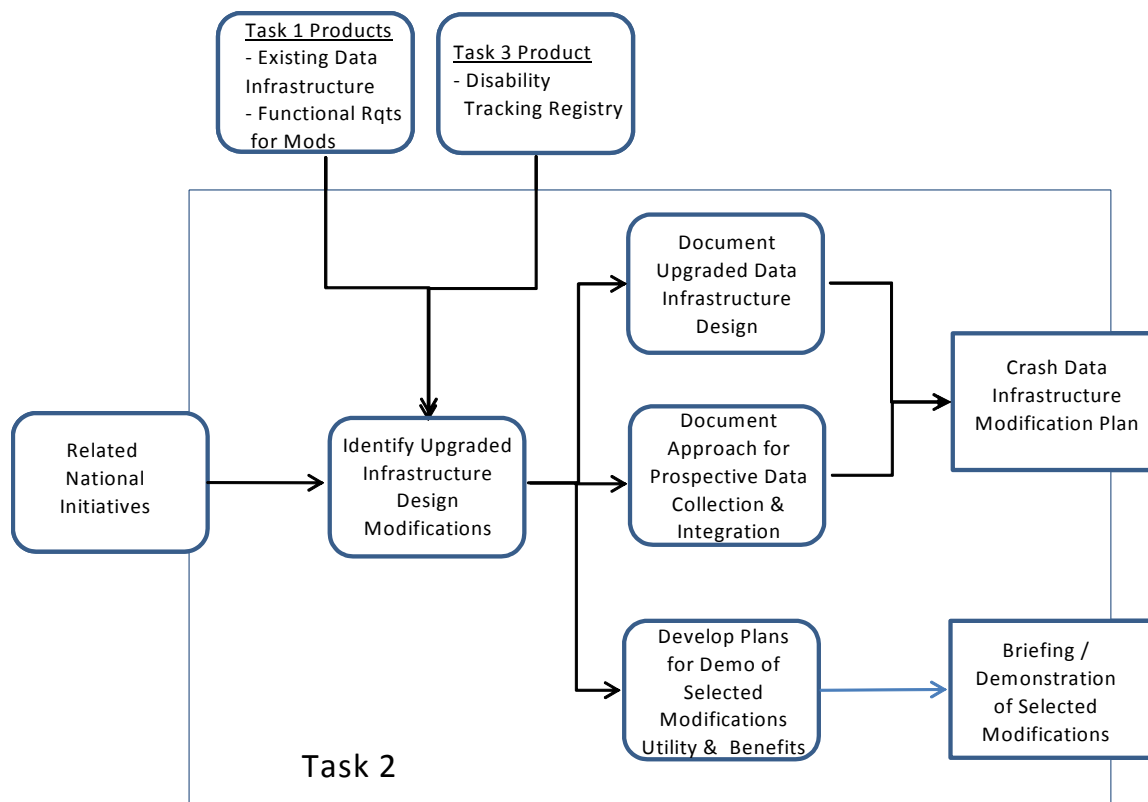 Task 1 Products
- Existing Data
Infrastructure
- Functional Rqts
for Mods
Task 3 Product
- Disability
Tracking Registry
Related
National
Initiatives
Identify Upgraded
Infrastructure
Design
Modifications
Document
Upgraded Data
Infrastructure
Design
Document
Approach for
Prospective Data
Collection &
Integration
Develop Plans
for Demo of
Selected
Modifications
Utility & Benefits
Crash Data
Infrastructure
Modification Plan
Briefing /
Demonstration
of Selected
Modifications
Task 2